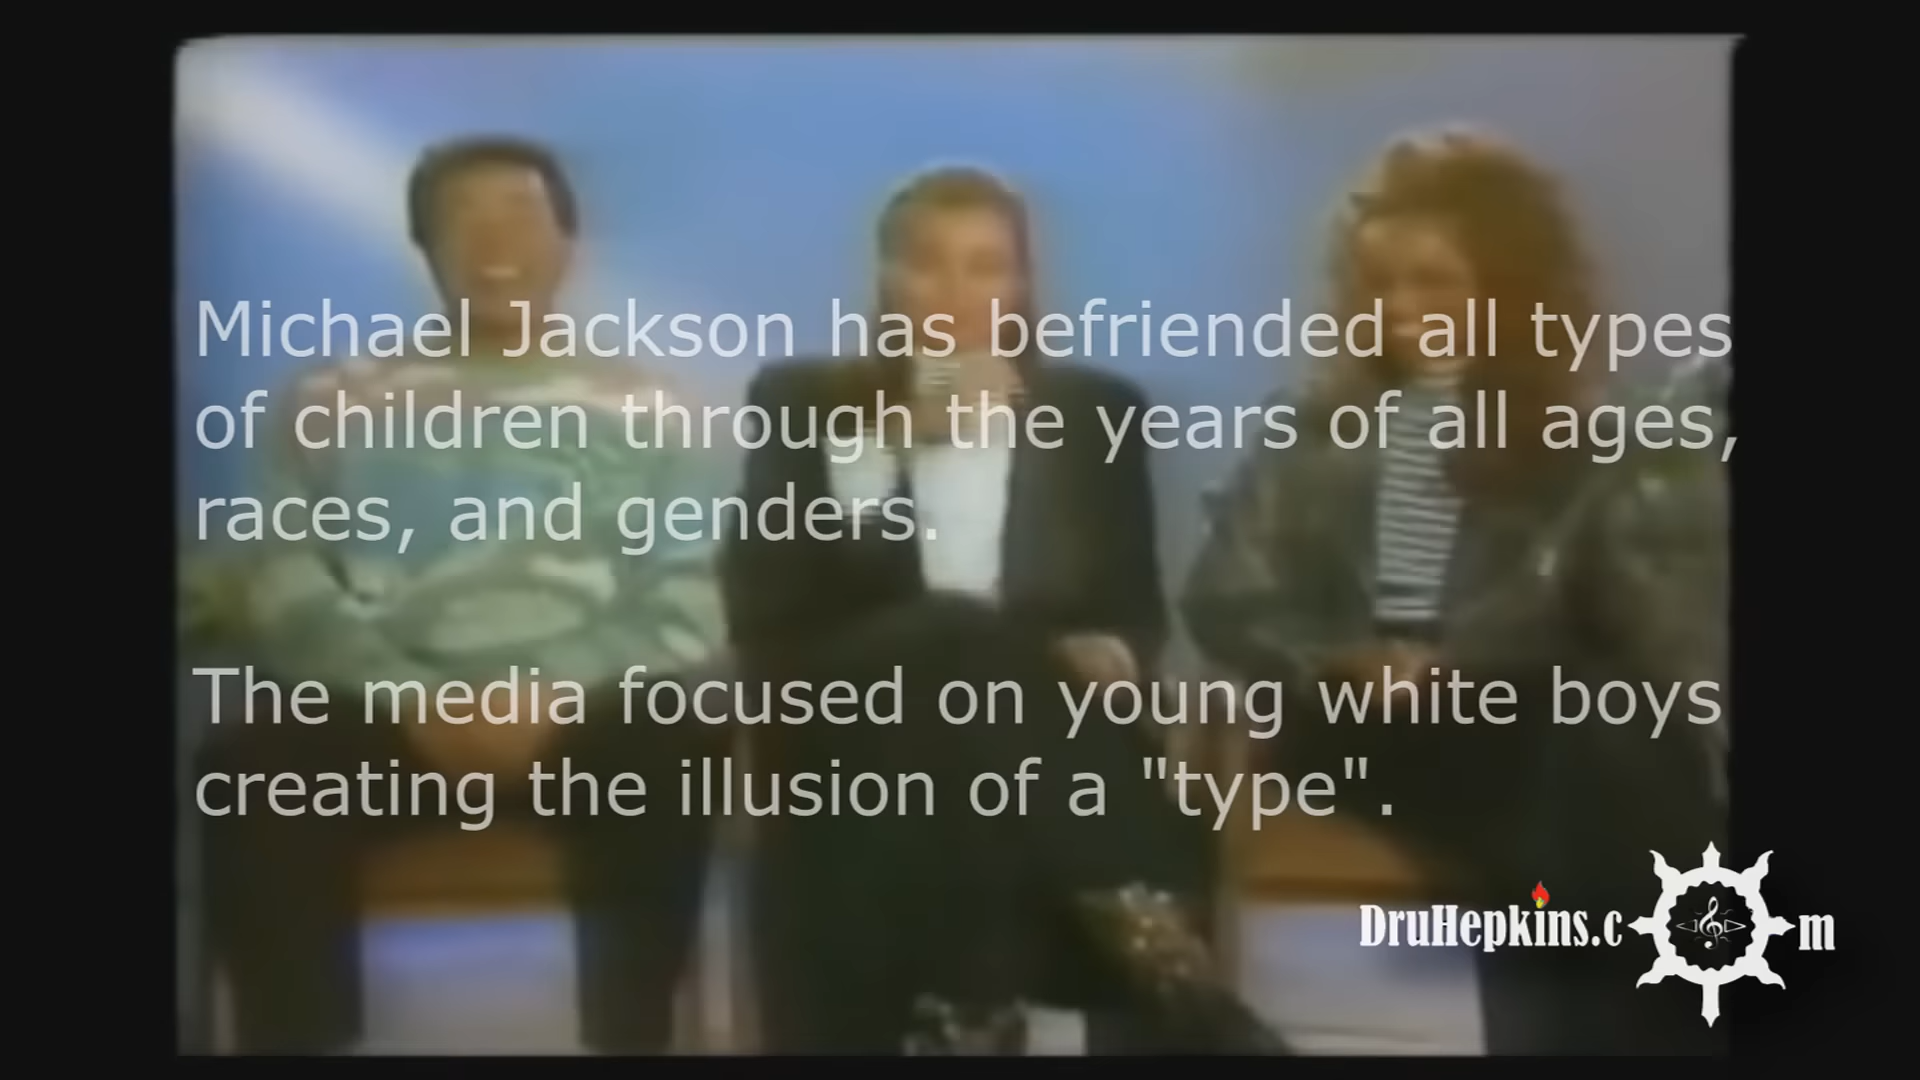 Michael Jackson has befriended all types
of children through the years of all ages,
races, and genders.
The media focused on young white boys
creating the illusion of a "type".
DruHepkins.c m